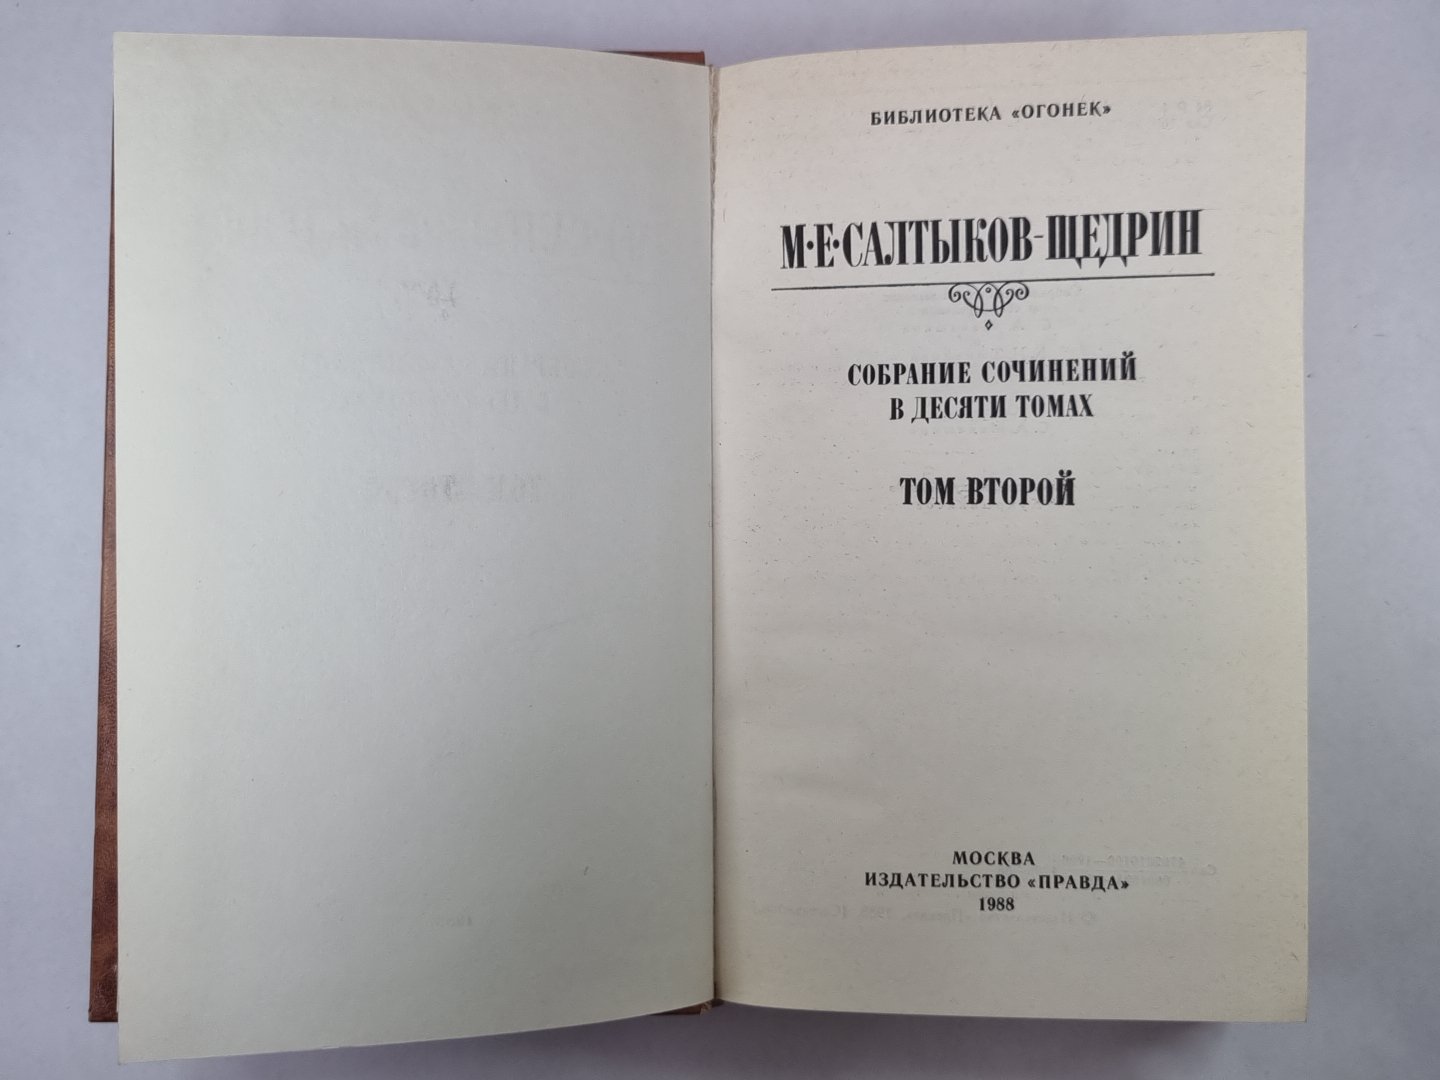 БИБЛИОТЕКА «ОГОНЕК»
М·Е·САЛТЫКОВ-ЩЕДРИН
СОБРАНИЕ СОЧИНЕНИЙ
В ДЕСЯТИ ТОМАХ
ТОМ ВТОРОЙ
МОСКВА
ИЗДАТЕЛЬСТВО «ПРАВДА»
1988